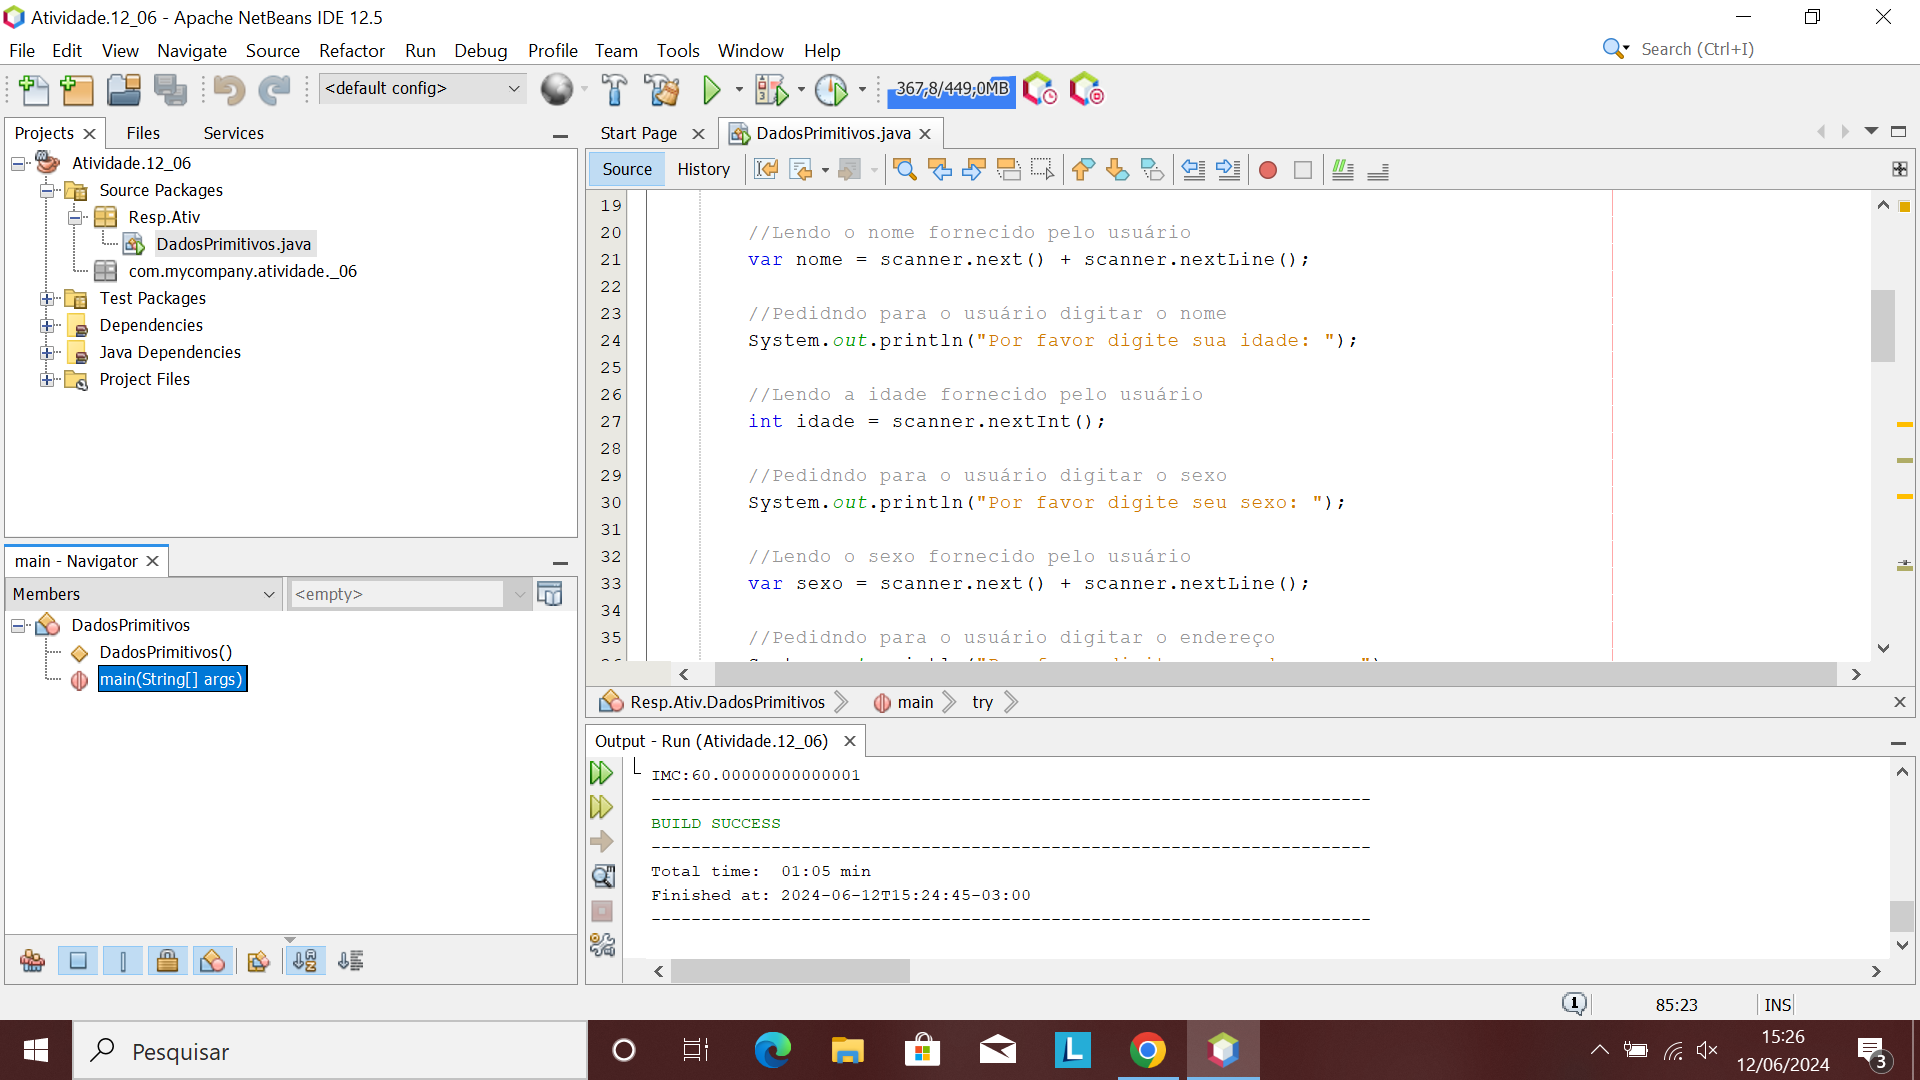 Atividade.12_06 - Apache NetBeans IDE 12.5
File Edit View Navigate Source Refactor Run Debug Profile Team Tools Window Help
Search (Ctrl+I)
<default config>
367,8/449,0MB
Projects
Files
Services
Atividade.12_06
Source Packages
Resp.Ativ
DadosPrimitivos.java
com.mycompany.atividade._06
Test Packages
Dependencies
Java Dependencies
Project Files
main - Navigator
Members
<empty>
DadosPrimitivos
DadosPrimitivos()
main(String[] args)
Start Page
DadosPrimitivos.java
Source
History
19
20 //Lendo o nome fornecido pelo usuário
21 var nome = scanner.next() + scanner.nextLine();
22
23 //Pedidndo para o usuário digitar o nome
24 System.out.println("Por favor digite sua idade: ");
25
26 //Lendo a idade fornecido pelo usuário
27 int idade = scanner.nextInt();
28
29 //Pedidndo para o usuário digitar o sexo
30 System.out.println("Por favor digite seu sexo: ");
31
32 //Lendo o sexo fornecido pelo usuário
33 var sexo = scanner.next() + scanner.nextLine();
34
35 //Pedidndo para o usuário digitar o endereço
Resp.Ativ.DadosPrimitivos
main
try
Output - Run (Atividade.12_06)
IMC:60.00000000000001
------------------------------------------------------------------------
BUILD SUCCESS
------------------------------------------------------------------------
Total time:  01:05 min
Finished at: 2024-06-12T15:24:45-03:00
------------------------------------------------------------------------
85:23
INS
Pesquisar
15:26
12/06/2024
3